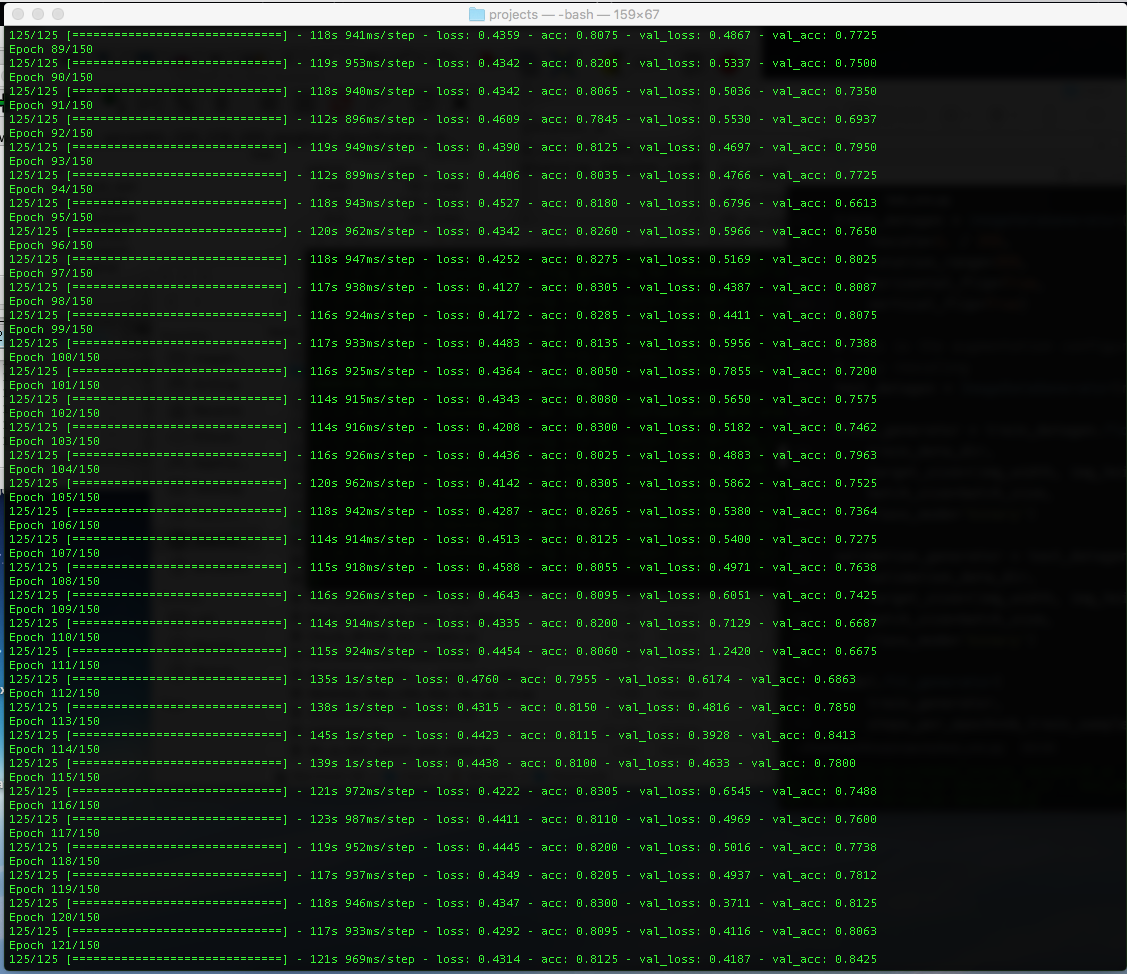 projects — -bash — 159×67
125/125 [==============================] - 118s 941ms/step - loss: 0.4359 - acc: 0.8075 - val_loss: 0.4867 - val_acc: 0.7725
Epoch 89/150
125/125 [==============================] - 119s 953ms/step - loss: 0.4342 - acc: 0.8205 - val_loss: 0.5337 - val_acc: 0.7500
Epoch 90/150
125/125 [==============================] - 118s 940ms/step - loss: 0.4342 - acc: 0.8065 - val_loss: 0.5036 - val_acc: 0.7350
Epoch 91/150
125/125 [==============================] - 112s 896ms/step - loss: 0.4609 - acc: 0.7845 - val_loss: 0.5530 - val_acc: 0.6937
Epoch 92/150
125/125 [==============================] - 119s 949ms/step - loss: 0.4390 - acc: 0.8125 - val_loss: 0.4697 - val_acc: 0.7950
Epoch 93/150
125/125 [==============================] - 112s 899ms/step - loss: 0.4406 - acc: 0.8035 - val_loss: 0.4766 - val_acc: 0.7725
Epoch 94/150
125/125 [==============================] - 118s 943ms/step - loss: 0.4527 - acc: 0.8180 - val_loss: 0.6796 - val_acc: 0.6613
Epoch 95/150
125/125 [==============================] - 120s 962ms/step - loss: 0.4342 - acc: 0.8260 - val_loss: 0.5966 - val_acc: 0.7650
Epoch 96/150
125/125 [==============================] - 118s 947ms/step - loss: 0.4252 - acc: 0.8275 - val_loss: 0.5169 - val_acc: 0.8025
Epoch 97/150
125/125 [==============================] - 117s 938ms/step - loss: 0.4127 - acc: 0.8305 - val_loss: 0.4387 - val_acc: 0.8087
Epoch 98/150
125/125 [==============================] - 116s 924ms/step - loss: 0.4172 - acc: 0.8285 - val_loss: 0.4411 - val_acc: 0.8075
Epoch 99/150
125/125 [==============================] - 117s 933ms/step - loss: 0.4483 - acc: 0.8135 - val_loss: 0.5956 - val_acc: 0.7388
Epoch 100/150
125/125 [==============================] - 116s 925ms/step - loss: 0.4364 - acc: 0.8050 - val_loss: 0.7855 - val_acc: 0.7200
Epoch 101/150
125/125 [==============================] - 114s 915ms/step - loss: 0.4343 - acc: 0.8080 - val_loss: 0.5650 - val_acc: 0.7575
Epoch 102/150
125/125 [==============================] - 114s 916ms/step - loss: 0.4208 - acc: 0.8300 - val_loss: 0.5182 - val_acc: 0.7462
Epoch 103/150
125/125 [==============================] - 116s 926ms/step - loss: 0.4436 - acc: 0.8025 - val_loss: 0.4883 - val_acc: 0.7963
Epoch 104/150
125/125 [==============================] - 120s 962ms/step - loss: 0.4142 - acc: 0.8305 - val_loss: 0.5862 - val_acc: 0.7525
Epoch 105/150
125/125 [==============================] - 118s 942ms/step - loss: 0.4287 - acc: 0.8265 - val_loss: 0.5380 - val_acc: 0.7364
Epoch 106/150
125/125 [==============================] - 114s 914ms/step - loss: 0.4513 - acc: 0.8125 - val_loss: 0.5400 - val_acc: 0.7275
Epoch 107/150
125/125 [==============================] - 115s 918ms/step - loss: 0.4588 - acc: 0.8055 - val_loss: 0.4971 - val_acc: 0.7638
Epoch 108/150
125/125 [==============================] - 116s 926ms/step - loss: 0.4643 - acc: 0.8095 - val_loss: 0.6051 - val_acc: 0.7425
Epoch 109/150
125/125 [==============================] - 114s 914ms/step - loss: 0.4335 - acc: 0.8200 - val_loss: 0.7129 - val_acc: 0.6687
Epoch 110/150
125/125 [==============================] - 115s 924ms/step - loss: 0.4454 - acc: 0.8060 - val_loss: 1.2420 - val_acc: 0.6675
Epoch 111/150
125/125 [==============================] - 135s 1s/step - loss: 0.4760 - acc: 0.7955 - val_loss: 0.6174 - val_acc: 0.6863
Epoch 112/150
125/125 [==============================] - 138s 1s/step - loss: 0.4315 - acc: 0.8150 - val_loss: 0.4816 - val_acc: 0.7850
Epoch 113/150
125/125 [==============================] - 145s 1s/step - loss: 0.4423 - acc: 0.8115 - val_loss: 0.3928 - val_acc: 0.8413
Epoch 114/150
125/125 [==============================] - 139s 1s/step - loss: 0.4438 - acc: 0.8100 - val_loss: 0.4633 - val_acc: 0.7800
Epoch 115/150
125/125 [==============================] - 121s 972ms/step - loss: 0.4222 - acc: 0.8305 - val_loss: 0.6545 - val_acc: 0.7488
Epoch 116/150
125/125 [==============================] - 123s 987ms/step - loss: 0.4411 - acc: 0.8110 - val_loss: 0.4969 - val_acc: 0.7600
Epoch 117/150
125/125 [==============================] - 119s 952ms/step - loss: 0.4445 - acc: 0.8200 - val_loss: 0.5016 - val_acc: 0.7738
Epoch 118/150
125/125 [==============================] - 117s 937ms/step - loss: 0.4349 - acc: 0.8205 - val_loss: 0.4937 - val_acc: 0.7812
Epoch 119/150
125/125 [==============================] - 118s 946ms/step - loss: 0.4347 - acc: 0.8300 - val_loss: 0.3711 - val_acc: 0.8125
Epoch 120/150
125/125 [==============================] - 117s 933ms/step - loss: 0.4292 - acc: 0.8095 - val_loss: 0.4116 - val_acc: 0.8063
Epoch 121/150
125/125 [==============================] - 121s 969ms/step - loss: 0.4314 - acc: 0.8125 - val_loss: 0.4187 - val_acc: 0.8425